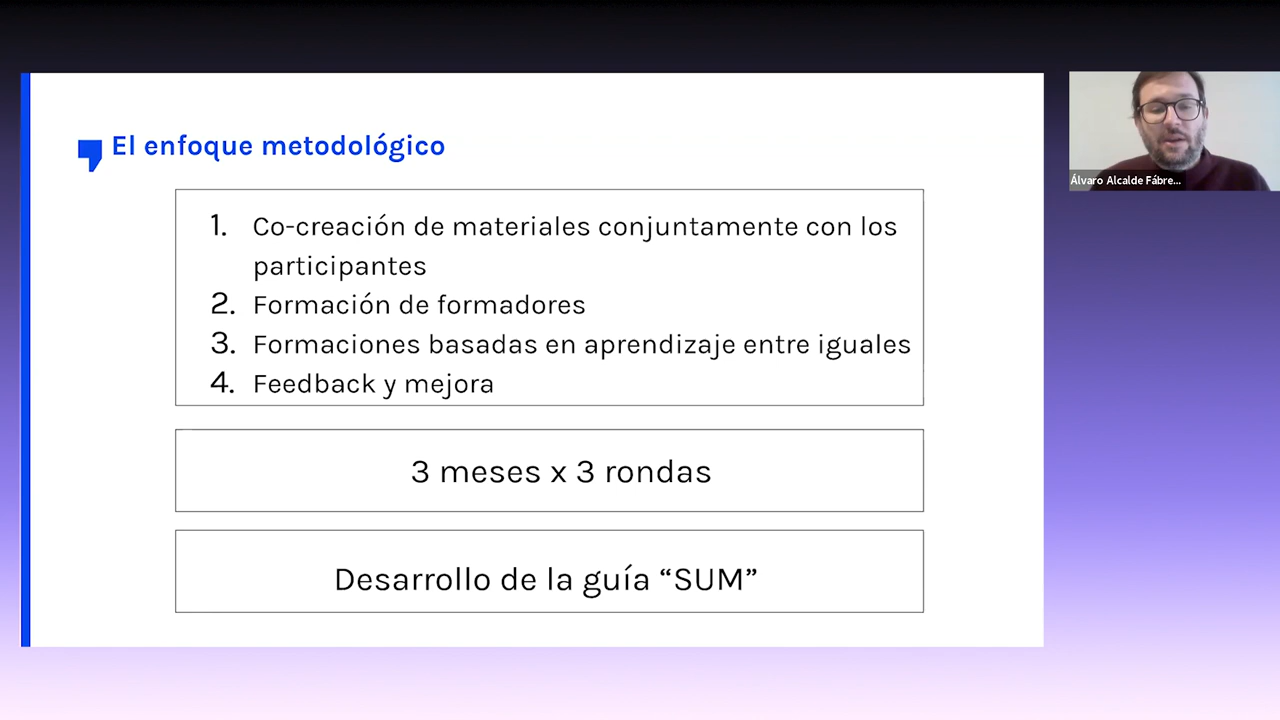 El enfoque metodológico
1. Co-creación de materiales conjuntamente con los
participantes
2. Formación de formadores
3. Formaciones basadas en aprendizaje entre iguales
4. Feedback y mejora
3 meses x 3 rondas
Desarrollo de la guía “SUM”
Álvaro Alcalde Fábre...